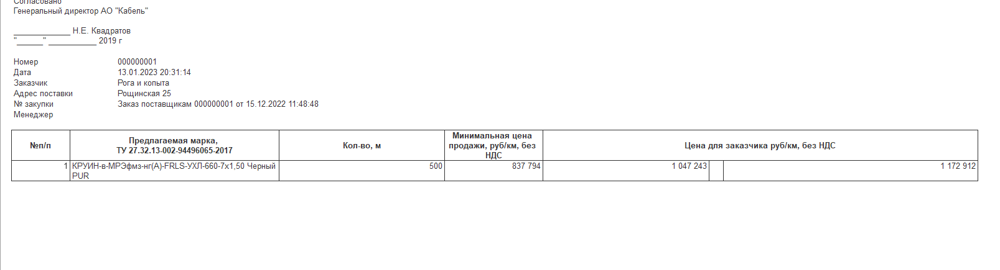 Согласовано
Генеральный директор АО "Кабель"
_____________ Н.Е. Квадратов
"______" ___________ 2019 г
Номер 000000001
Дата 13.01.2023 20:31:14
Заказчик Рога и копыта
Адрес поставки Рощинская 25
№ закупки Заказ поставщикам 000000001 от 15.12.2022 11:48:48
Менеджер
№п/п
Предлагаемая марка,
ТУ 27.32.13-002-94496065-2017
Кол-во, м
Минимальная цена
продажи, руб/км, без
НДС
Цена для заказчика руб/км, без НДС
1 КРУИН-в-МРЭфмз-нг(А)-FRLS-УХЛ-660-7х1,50 Черный 500 837 794 1 047 243 1 172 912
PUR